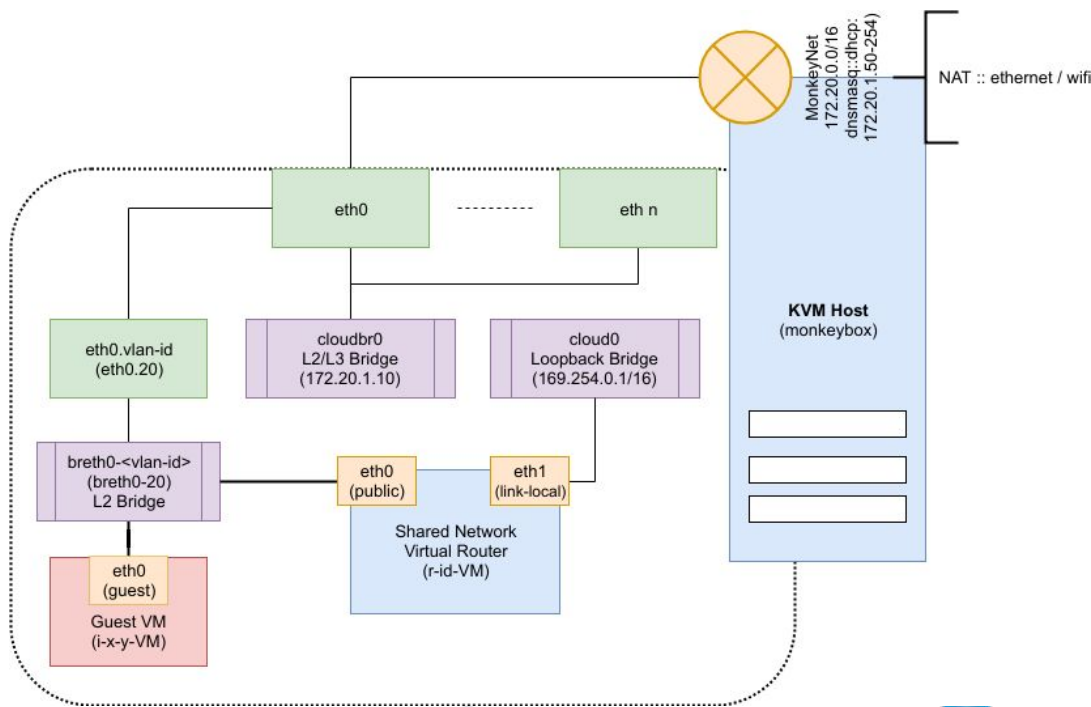 MonkeyNet
172.20.0.0/16
dnsmasq::dhcp:
172.20.1.50-254)
NAT :: ethernet / wifi
eth0
eth n
KVM Host
(monkeybox)
eth0.vlan-id
(eth0.20)
cloudbr0
L2/L3 Bridge
(172.20.1.10)
cloud0
Loopback Bridge
(169.254.0.1/16)
breth0-<vlan-id>
(breth0-20)
L2 Bridge
eth0
(public)
eth1
(link-local)
Shared Network
Virtual Router
(r-id-VM)
eth0
(guest)
Guest VM
(i-x-y-VM)